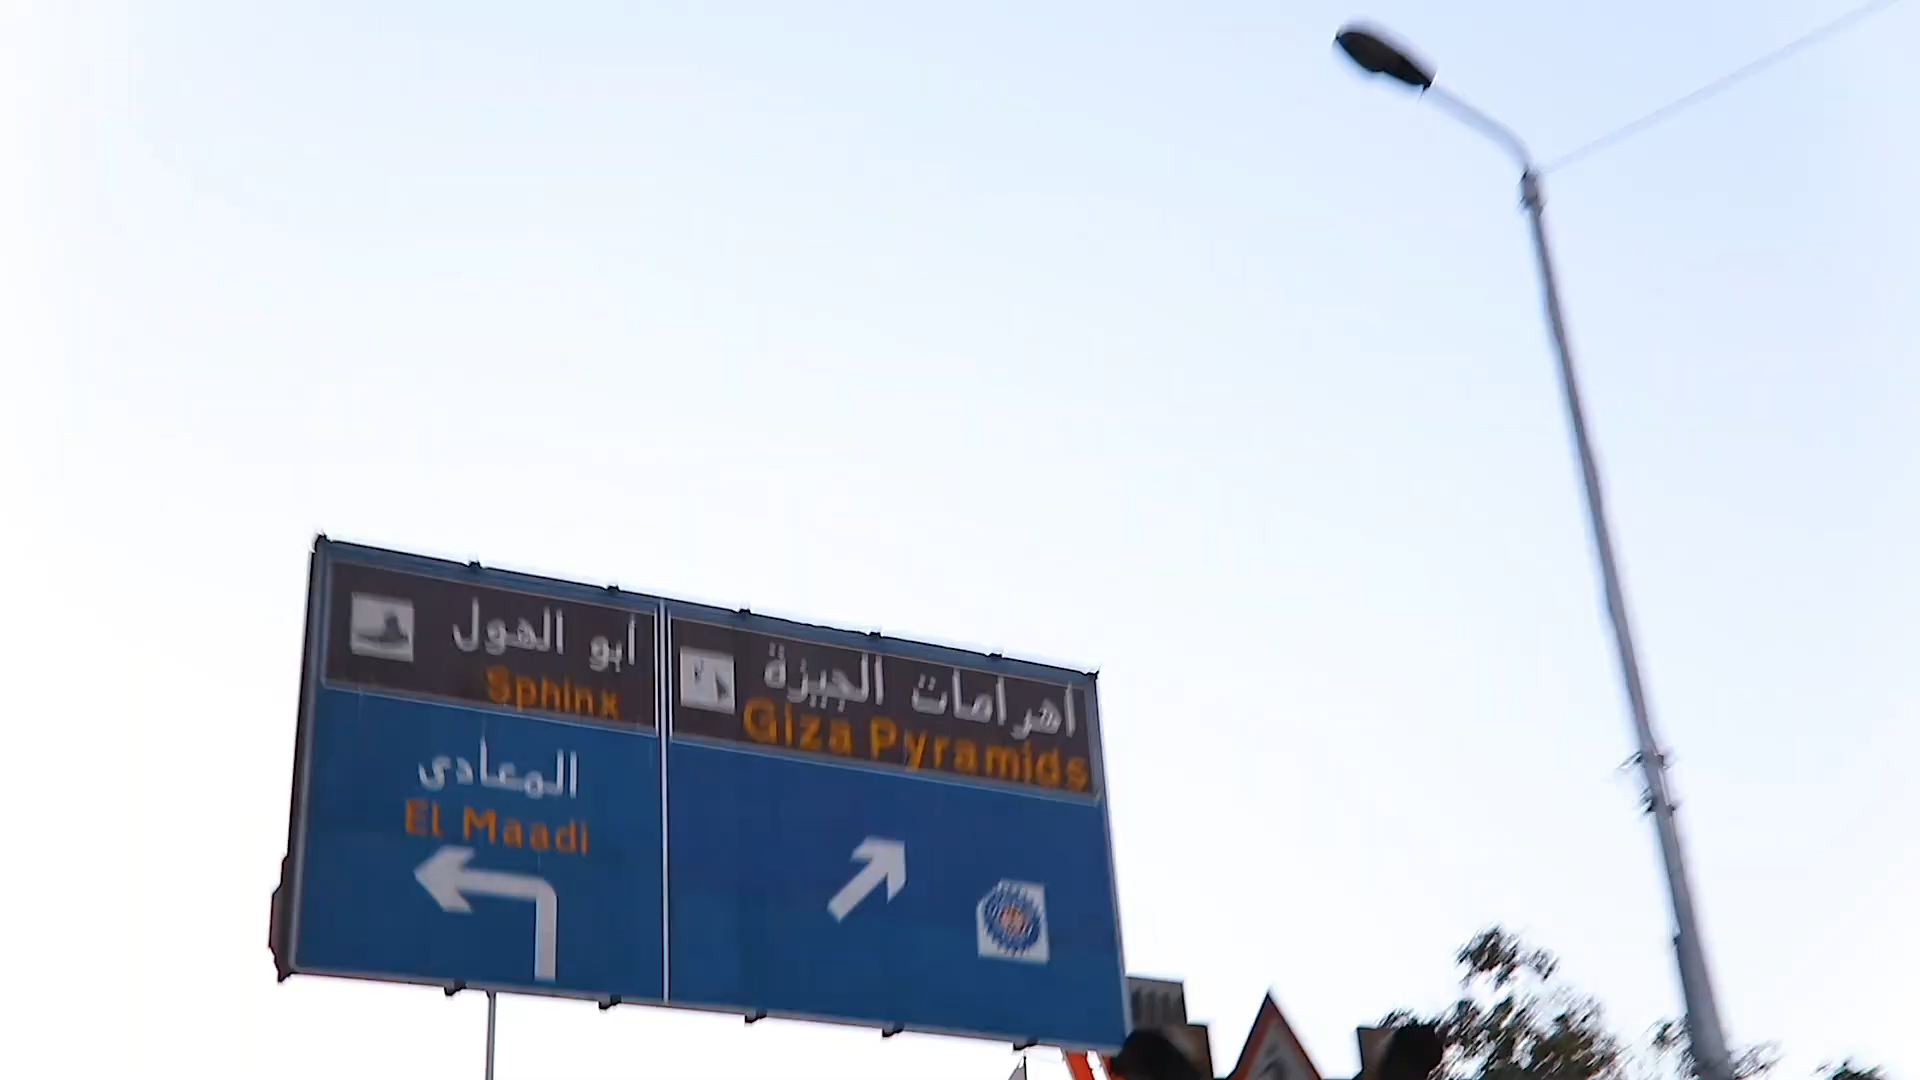 أبو الهول
Sphinx
المعادى
El Maadi
أهرامات الجيزة
Giza Pyramids